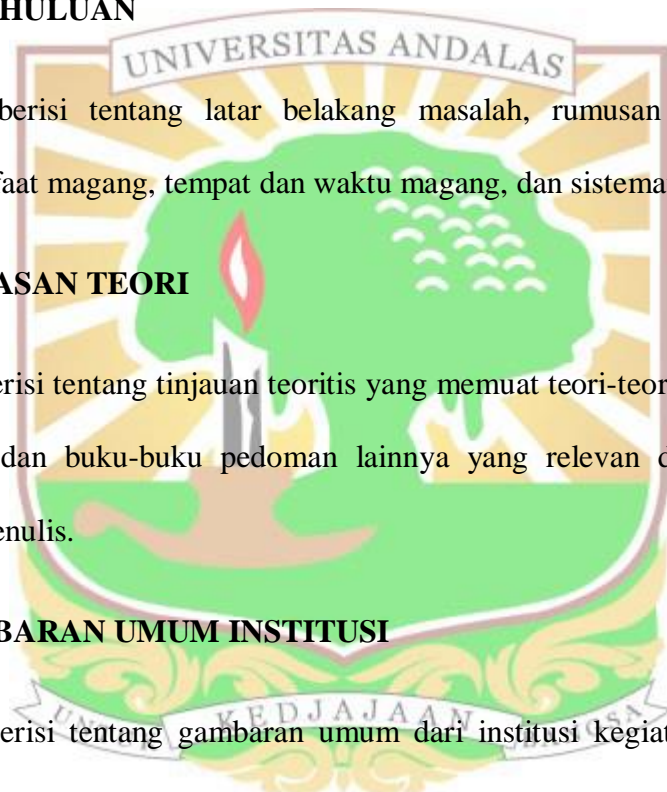 HULUAN
UNIVERSITAS ANDALAS
berisi tentang latar belakang masalah, rumusan
faat magang, tempat dan waktu magang, dan sistema
ASAN TEORI
erisi tentang tinjauan teoritis yang memuat teori-teor
dan buku-buku pedoman lainnya yang relevan d
enulis.
BARAN UMUM INSTITUSI
UNTUK KEDJAJAAN BANGSA
erisi tentang gambaran umum dari institusi kegiat